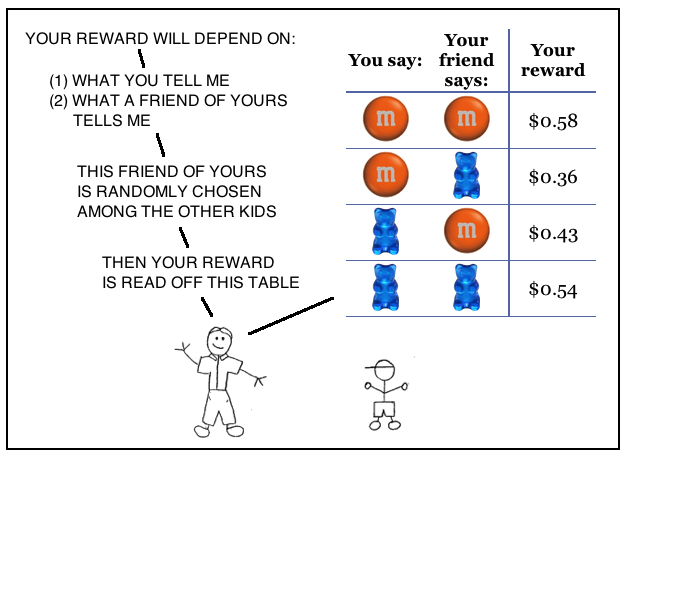 YOUR REWARD WILL DEPEND ON:
(1) WHAT YOU TELL ME
(2) WHAT A FRIEND OF YOURS
TELLS ME
THIS FRIEND OF YOURS
IS RANDOMLY CHOSEN
AMONG THE OTHER KIDS
THEN YOUR REWARD
IS READ OFF THIS TABLE
You say:
Your
friend
says:
Your
reward
m m $0.58
m $0.36
m $0.43
$0.54